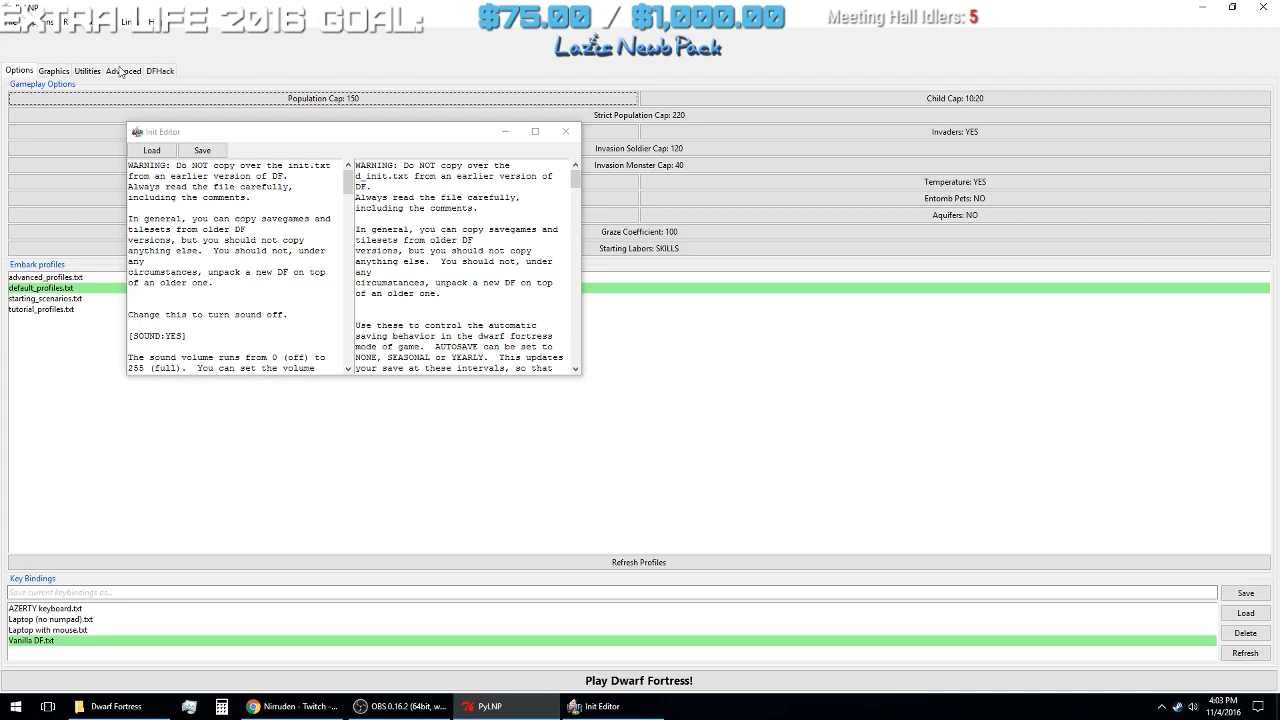 EXTRA LIFE 2016 GOAL:
$75.00 / $1,000.00
Meeting Hall Idlers: 5
Lazy Newb Pack
Options
Graphics
Utilities
Advanced
DFHack
Gameplay Options
Population Cap: 150
Child Cap: 10:20
Strict Population Cap: 220
Invaders: YES
Invasion Soldier Cap: 120
Invasion Monster Cap: 40
Temperature: YES
Entomb Pets: NO
Aquifers: NO
Graze Coefficient: 100
Starting Labors: SKILLS
Embark profiles
advanced_profiles.txt
default_profiles.txt
starting_scenarios.txt
tutorial_profiles.txt
Init Editor
Load
Save
WARNING: Do NOT copy over the init.txt
from an earlier version of DF.
Always read the file carefully,
including the comments.
In general, you can copy savegames and
tilesets from older DF
versions, but you should not copy
anything else.  You should not, under
any
circumstances, unpack a new DF on top
of an older one.
Change this to turn sound off.
[SOUND:YES]
The sound volume runs from 0 (off) to
255 (full).  You can set the volume
WARNING: Do NOT copy over the
d_init.txt from an earlier version of
DF.
Always read the file carefully,
including the comments.
In general, you can copy savegames and
tilesets from older DF
versions, but you should not copy
anything else.  You should not, under
any
circumstances, unpack a new DF on top
of an older one.
Use these to control the automatic
saving behavior in the dwarf fortress
mode of game.  AUTOSAVE can be set to
NONE, SEASONAL or YEARLY.  This updates
your save at these intervals, so that
Refresh Profiles
Key Bindings
Save current keybindings as...
Save
AZERTY keyboard.txt
Laptop (no numpad).txt
Laptop with mouse.txt
Vanilla DF.txt
Load
Delete
Refresh
Play Dwarf Fortress!
Dwarf Fortress
Nirruden - Twitch -...
OBS 0.16.2 (64bit, w...
PyLNP
Init Editor
4:03 PM
11/4/2016